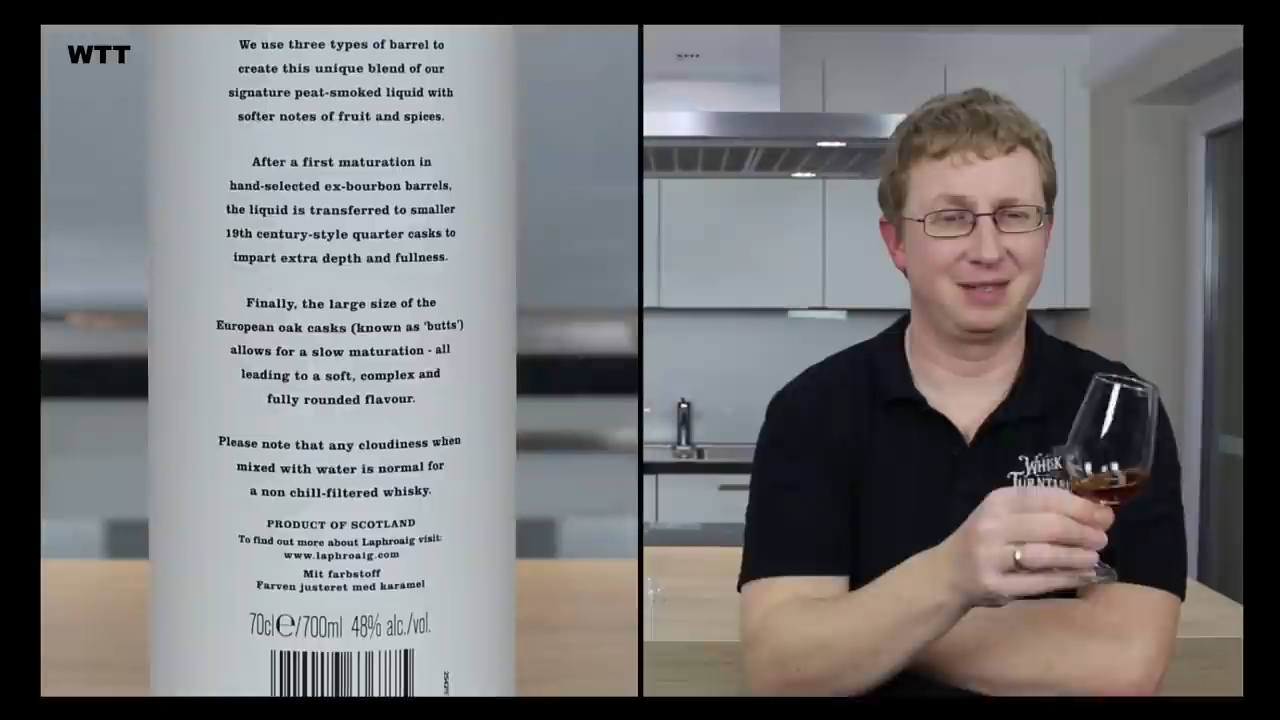 WTT
We use three types of barrel to
create this unique blend of our
signature peat-smoked liquid with
softer notes of fruit and spices.
After a first maturation in
hand-selected ex-bourbon barrels,
the liquid is transferred to smaller
19th century-style quarter casks to
impart extra depth and fullness.
Finally, the large size of the
European oak casks (known as 'butts')
allows for a slow maturation - all
leading to a soft, complex and
fully rounded flavour.
Please note that any cloudiness when
mixed with water is normal for
a non chill-filtered whisky.
PRODUCT OF SCOTLAND
To find out more about Laphroaig visit:
www.laphroaig.com
Mit farbstoff
Farven justeret med karamel
70cl e/700ml 48% alc./vol.